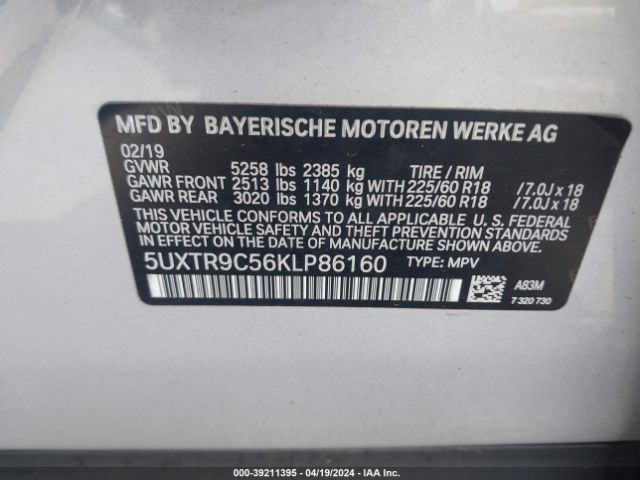 MFD BY BAYERISCHE MOTOREN WERKE AG
02/19
GVWR 5258 lbs 2385 kg TIRE / RIM
GAWR FRONT 2513 lbs 1140 kg WITH 225/60 R18 /7.0J x 18
GAWR REAR 3020 lbs 1370 kg WITH 225/60 R18 /7.0J x 18
THIS VEHICLE CONFORMS TO ALL APPLICABLE U. S. FEDERAL
MOTOR VEHICLE SAFETY, BUMPER, AND THEFT PREVENTION
STANDARDS IN EFFECT ON THE DATE OF MANUFACTURE SHOWN ABOVE.
5UXTR9C56KLP86160 TYPE: MPV
A83M
7 320 730
STOCK: 39211395 - 04/19/2024 - IAA Inc.